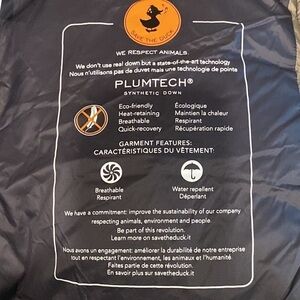 SAVE THE DUCK
WE RESPECT ANIMALS
We don't use real down but a state-of-the-art technology
Nous n'utilisons pas de duvet mais une technologie de pointe
PLUMTECH®
SYNTHETIC DOWN
Eco-friendly Écologique
Heat-retaining Maintien la chaleur
Breathable Respirant
Quick-recovery Récupération rapide
GARMENT FEATURES:
CARACTÉRISTIQUES DU VÊTEMENT:
Breathable Water repellent
Respirant Déperlant
We have a commitment: improve the sustainability of our company
respecting animals, environment and people.
Be part of this revolution.
Learn more on savetheduck.it
Nous avons un engagement: améliorer la durabilité de notre entreprise
tout en respectant l'environnement, les animaux et l'humanité.
Faites partie de cette révolution.
En savoir plus sur savetheduck.it